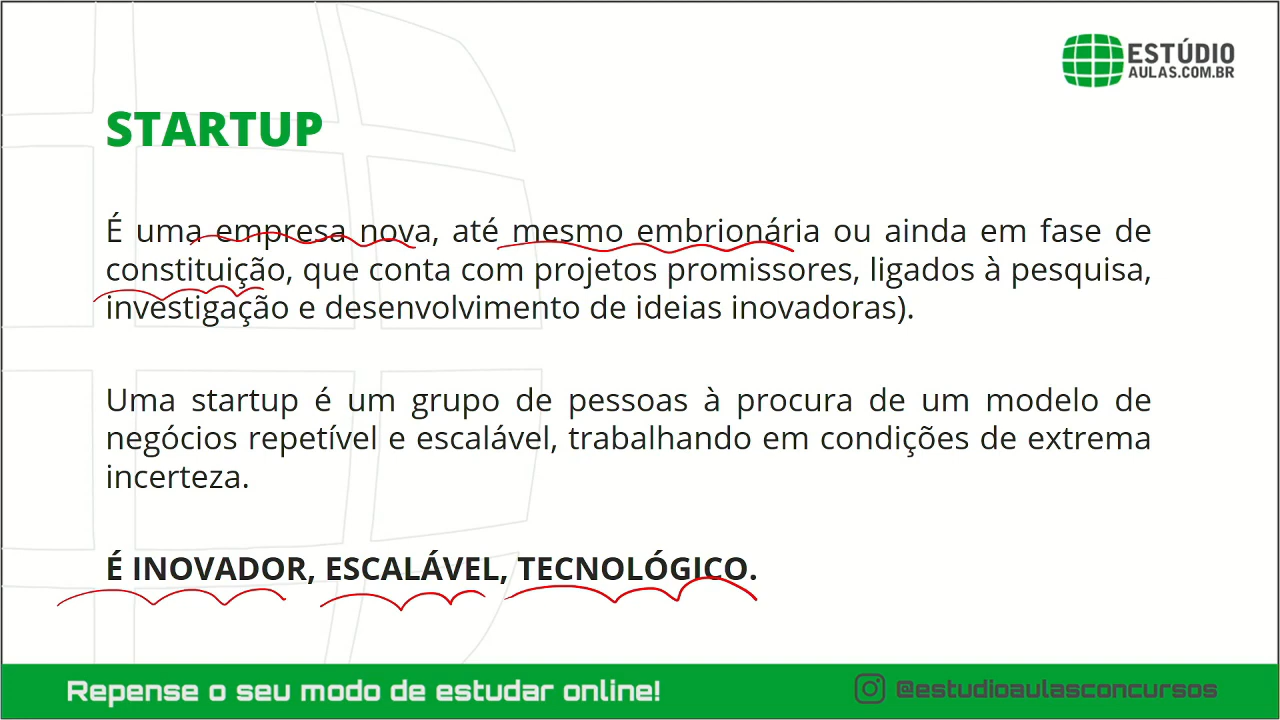 ESTÚDIO
AULAS.COM.BR
STARTUP
É uma empresa nova, até mesmo embrionária ou ainda em fase de
constituição, que conta com projetos promissores, ligados à pesquisa,
investigação e desenvolvimento de ideias inovadoras).
Uma startup é um grupo de pessoas à procura de um modelo de
negócios repetível e escalável, trabalhando em condições de extrema
incerteza.
É INOVADOR, ESCALÁVEL, TECNOLÓGICO.
Repense o seu modo de estudar online!
@estudioaulasconcursos